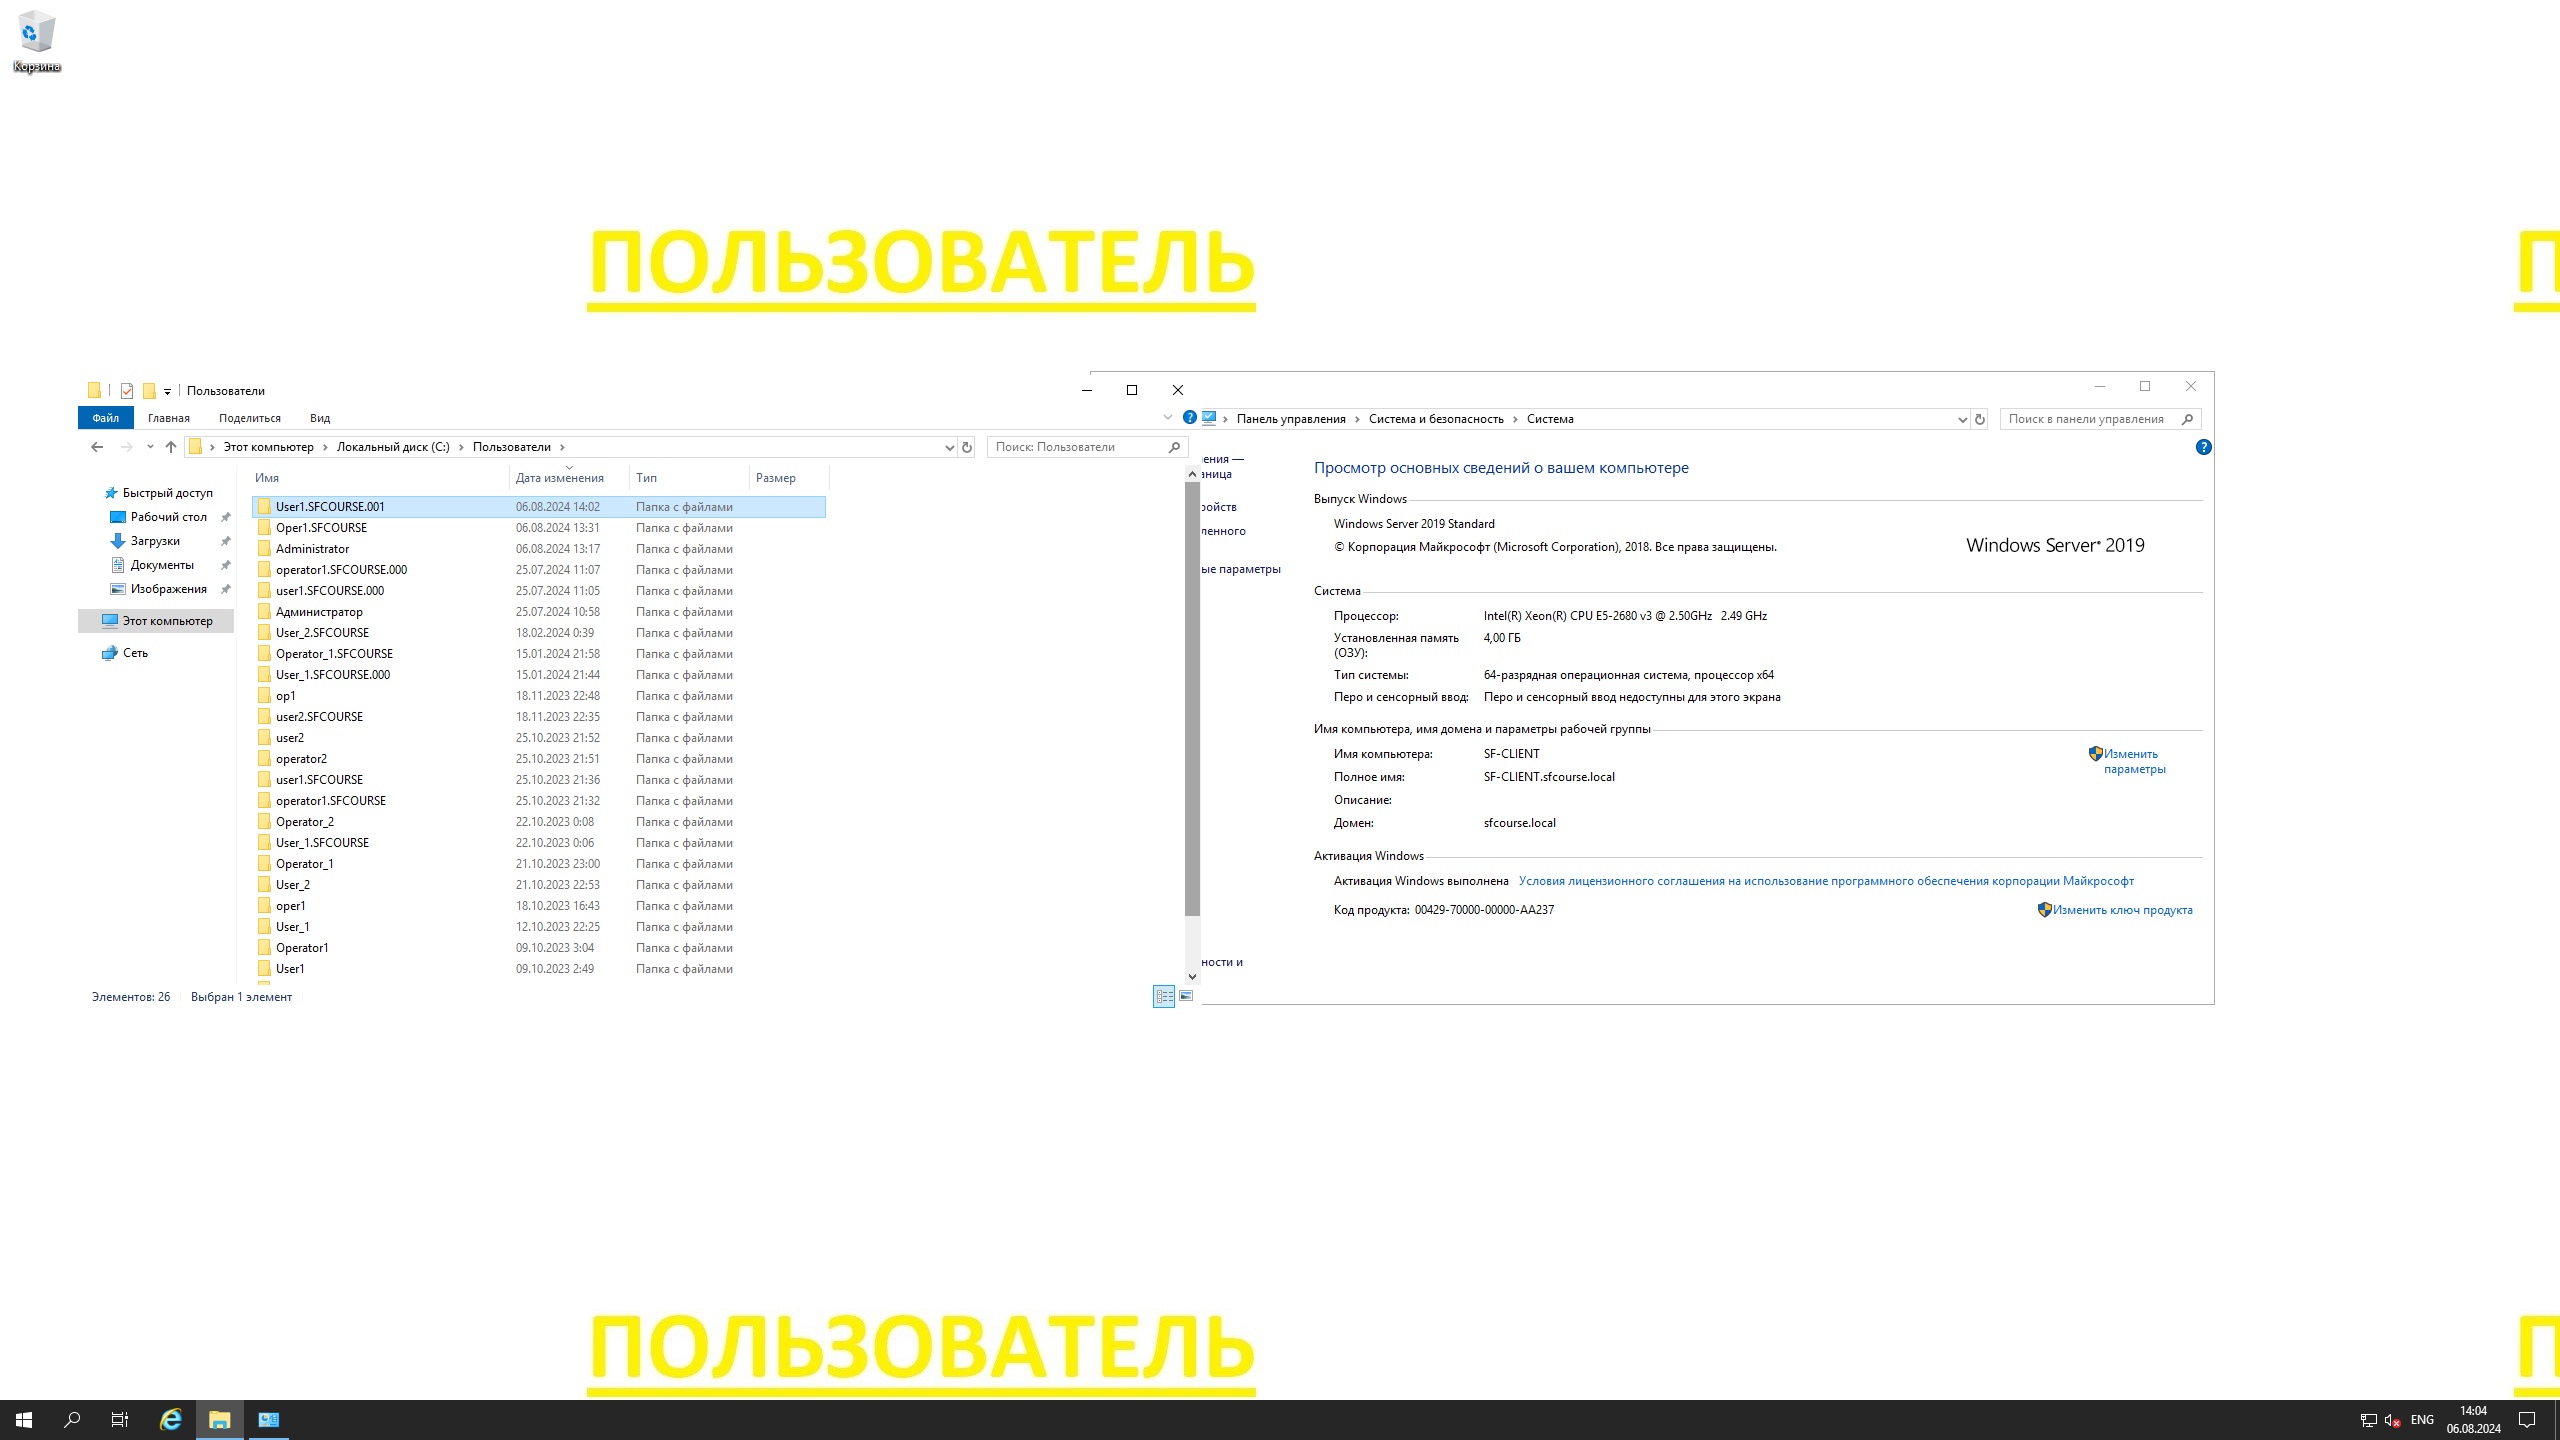 Корзина
ПОЛЬЗОВАТЕЛЬ
П
Пользователи
Файл Главная Поделиться Вид
Этот компьютер Локальный диск (C:) Пользователи
Поиск: Пользователи
Быстрый доступ
Рабочий стол
Загрузки
Документы
Изображения
Этот компьютер
Сеть
Имя Дата изменения Тип Размер
User1.SFCOURSE.001 06.08.2024 14:02 Папка с файлами
Oper1.SFCOURSE 06.08.2024 13:31 Папка с файлами
Administrator 06.08.2024 13:17 Папка с файлами
operator1.SFCOURSE.000 25.07.2024 11:07 Папка с файлами
user1.SFCOURSE.000 25.07.2024 11:05 Папка с файлами
Администратор 25.07.2024 10:58 Папка с файлами
User_2.SFCOURSE 18.02.2024 0:39 Папка с файлами
Operator_1.SFCOURSE 15.01.2024 21:58 Папка с файлами
User_1.SFCOURSE.000 15.01.2024 21:44 Папка с файлами
op1 18.11.2023 22:48 Папка с файлами
user2.SFCOURSE 18.11.2023 22:35 Папка с файлами
user2 25.10.2023 21:52 Папка с файлами
operator2 25.10.2023 21:51 Папка с файлами
user1.SFCOURSE 25.10.2023 21:36 Папка с файлами
operator1.SFCOURSE 25.10.2023 21:32 Папка с файлами
Operator_2 22.10.2023 0:08 Папка с файлами
User_1.SFCOURSE 22.10.2023 0:06 Папка с файлами
Operator_1 21.10.2023 23:00 Папка с файлами
User_2 21.10.2023 22:53 Папка с файлами
oper1 18.10.2023 16:43 Папка с файлами
User_1 12.10.2023 22:25 Папка с файлами
Operator1 09.10.2023 3:04 Папка с файлами
User1 09.10.2023 2:49 Папка с файлами
Элементов: 26 Выбран 1 элемент
Панель управления Система и безопасность Система
Поиск в панели управления
ения —
аница
ройств
ленного
ые параметры
ности и
Просмотр основных сведений о вашем компьютере
Выпуск Windows
Windows Server 2019 Standard
© Корпорация Майкрософт (Microsoft Corporation), 2018. Все права защищены.
Windows Server® 2019
Система
Процессор: Intel(R) Xeon(R) CPU E5-2680 v3 @ 2.50GHz 2.49 GHz
Установленная память (ОЗУ): 4,00 ГБ
Тип системы: 64-разрядная операционная система, процессор x64
Перо и сенсорный ввод: Перо и сенсорный ввод недоступны для этого экрана
Имя компьютера, имя домена и параметры рабочей группы
Имя компьютера: SF-CLIENT
Изменить параметры
Полное имя: SF-CLIENT.sfcourse.local
Описание:
Домен: sfcourse.local
Активация Windows
Активация Windows выполнена Условия лицензионного соглашения на использование программного обеспечения корпорации Майкрософт
Код продукта: 00429-70000-00000-AA237
Изменить ключ продукта
ПОЛЬЗОВАТЕЛЬ
П
ENG
14:04
06.08.2024